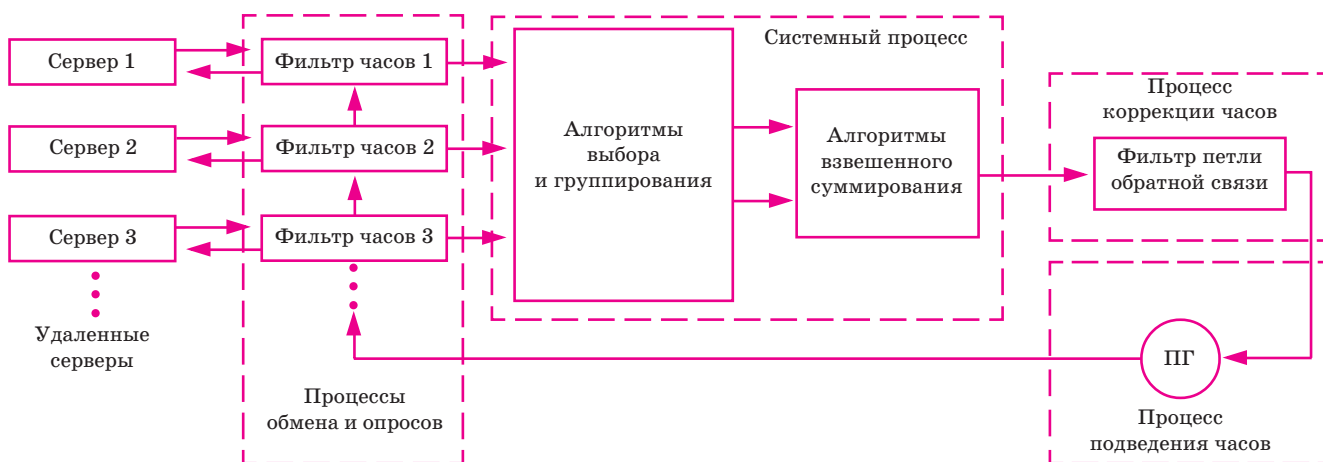 Сервер 1
Сервер 2
Сервер 3
Удаленные
серверы
Фильтр часов 1
Фильтр часов 2
Фильтр часов 3
Процессы
обмена и опросов
Системный процесс
Алгоритмы
выбора
и группирования
Алгоритмы
взвешенного
суммирования
Процесс
коррекции часов
Фильтр петли
обратной связи
ПГ
Процесс
подведения часов